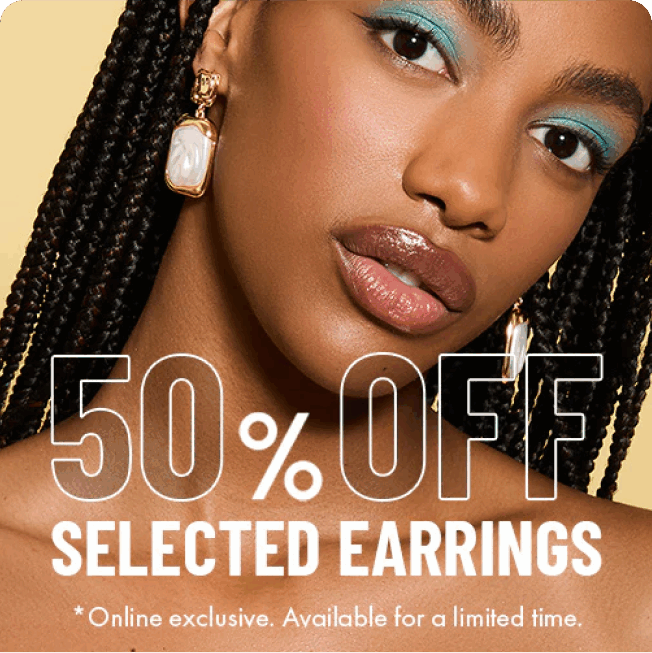 50% OFF
SELECTED EARRINGS
*Online exclusive. Available for a limited time.